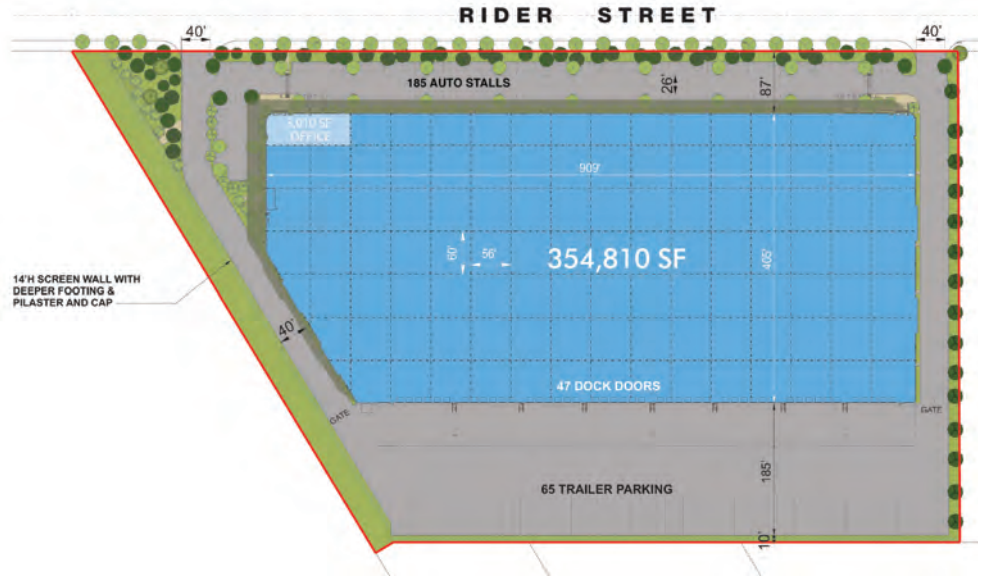 RIDER STREET
40'
40'
185 AUTO STALLS
26'
87'
OFFICE
909'
60'
56'
354,810 SF
405'
14'H SCREEN WALL WITH
DEEPER FOOTING &
PILASTER AND CAP
40'
47 DOCK DOORS
GATE
GATE
185'
65 TRAILER PARKING
10'